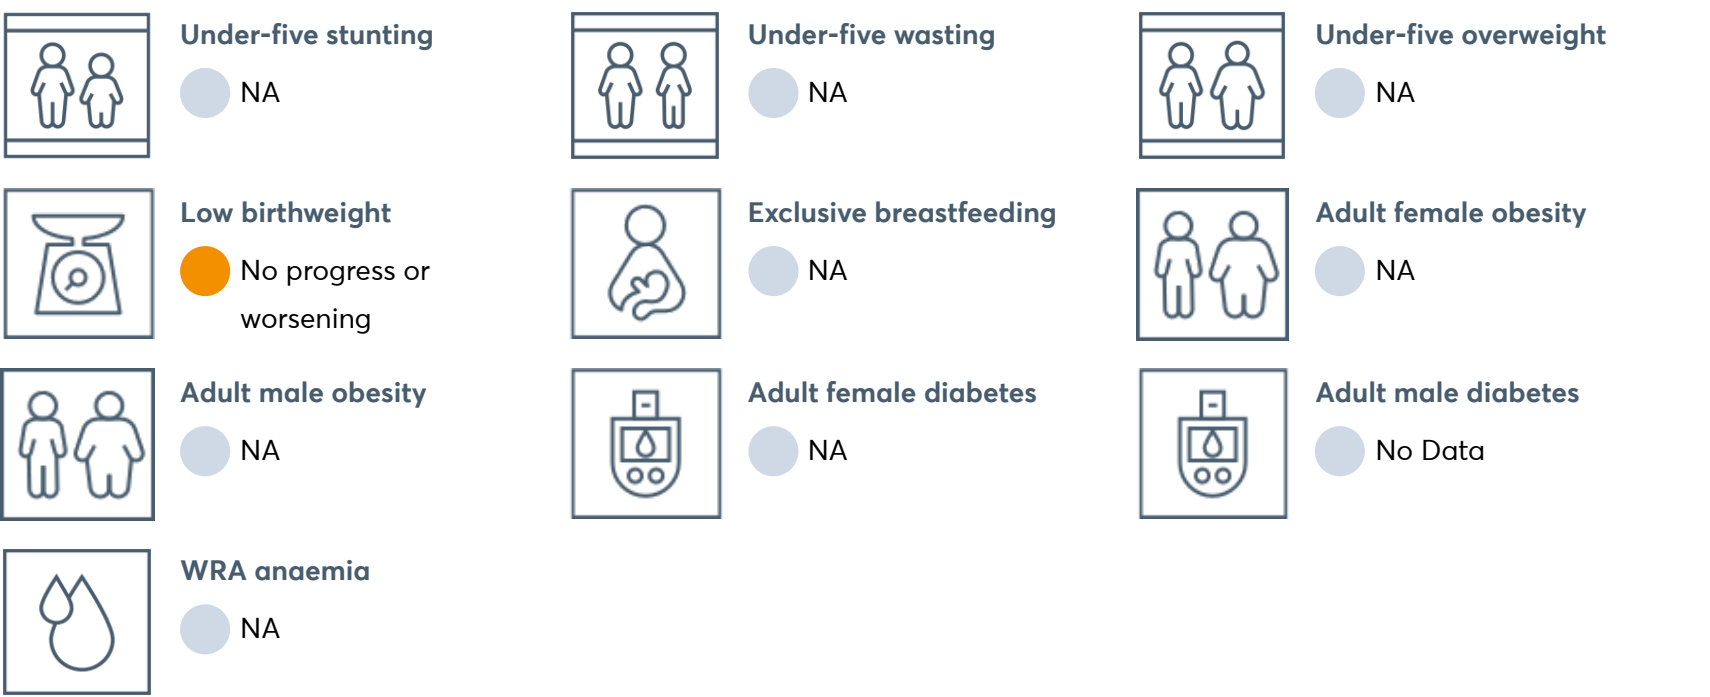 Under-five stunting
NA
Under-five wasting
NA
Under-five overweight
NA
Low birthweight
No progress or
worsening
Exclusive breastfeeding
NA
Adult female obesity
NA
Adult male obesity
NA
Adult female diabetes
NA
Adult male diabetes
No Data
WRA anaemia
NA